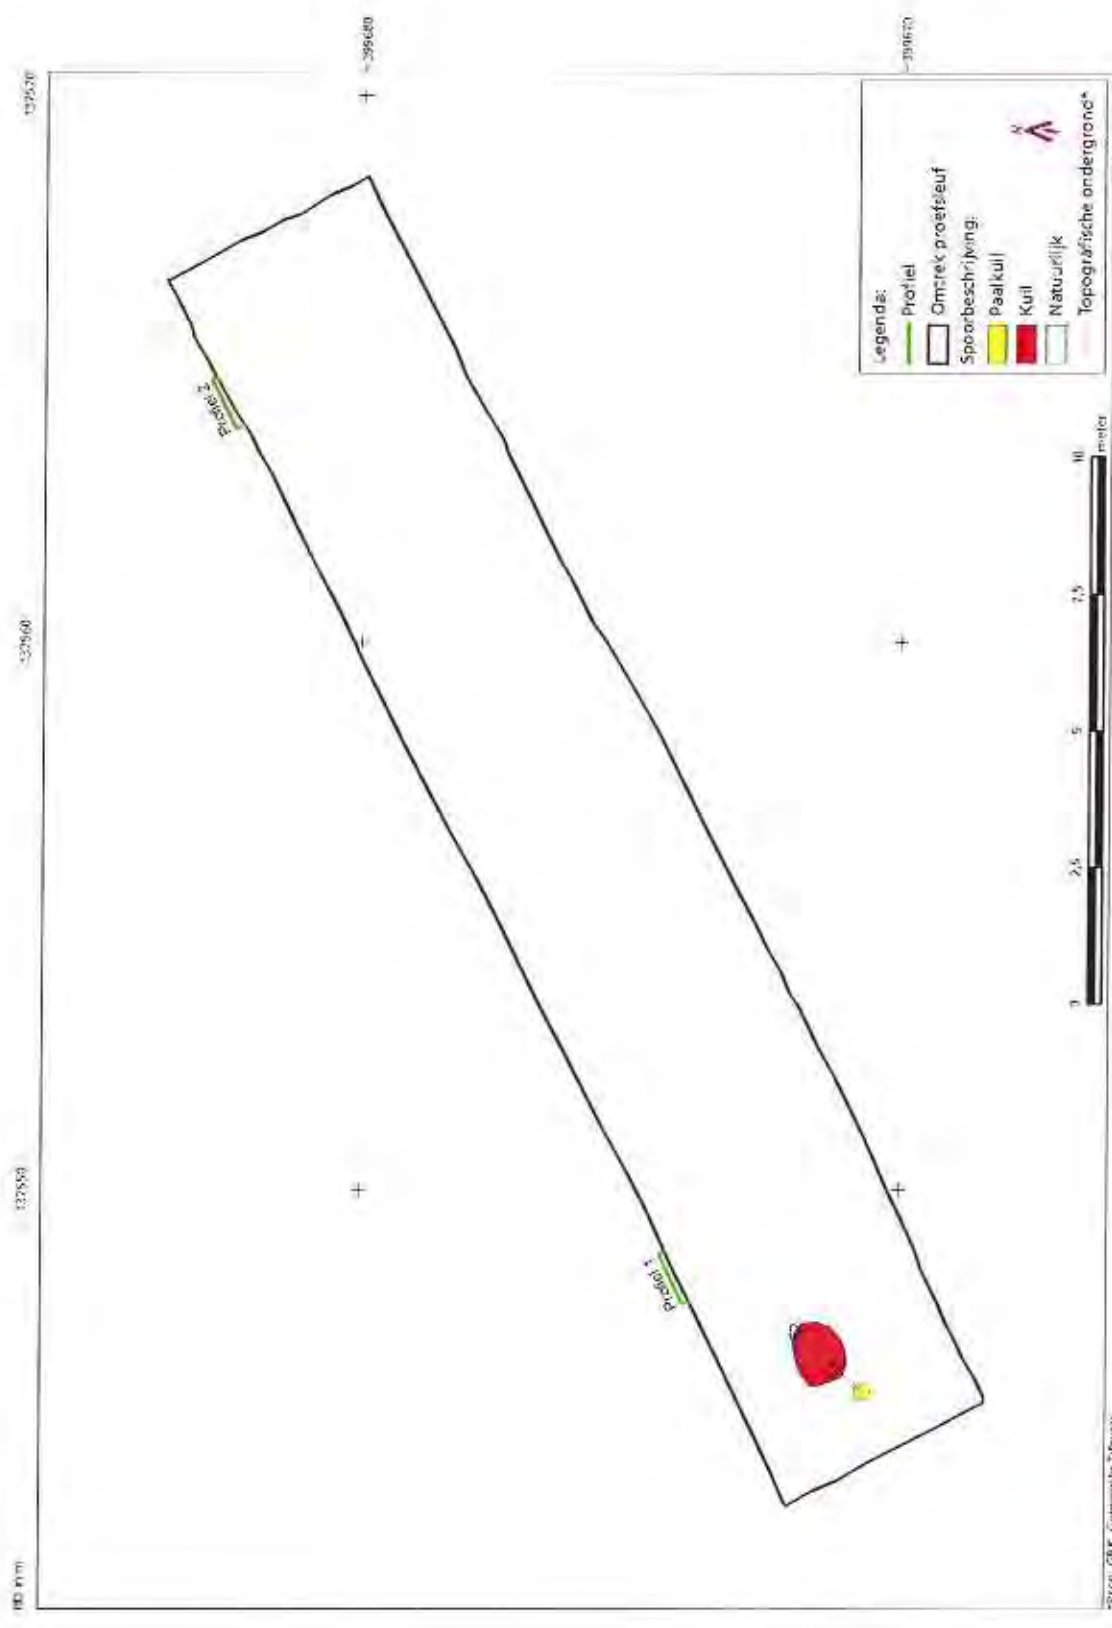 137550
137560
137570
399680
399670
Profiel 2
Profiel 1
Legenda:
Profiel
Omtrek proefsleuf
Spoorbeschrijving:
Paalkuil
Kuil
Natuurlijk
Topografische ondergrond*
N
0
2,5
5
7,5
10
meter